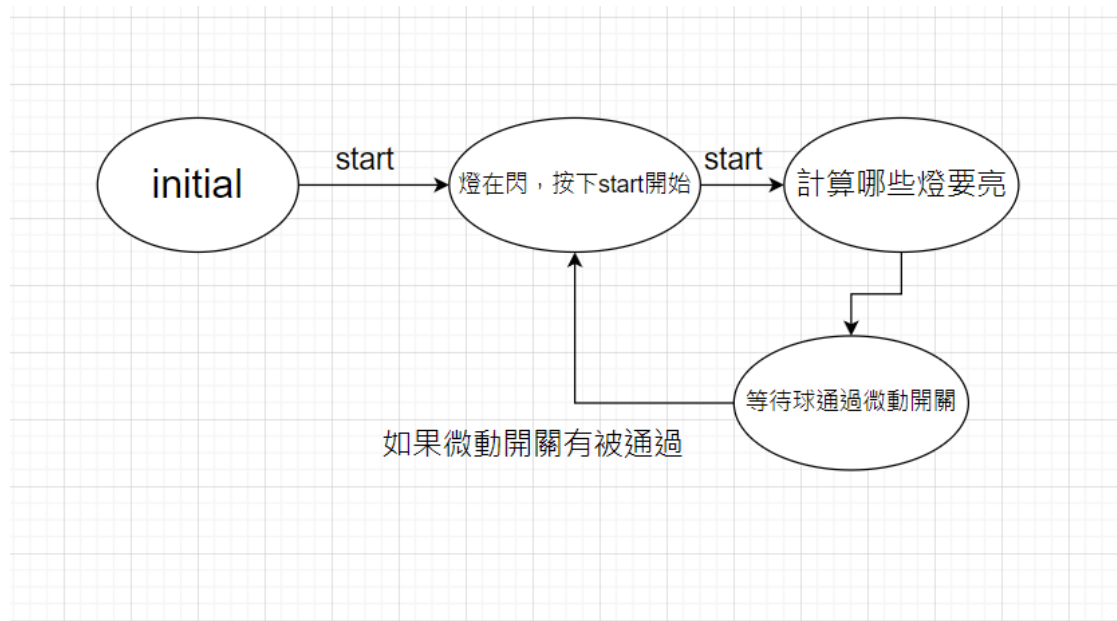 initial
start
燈在閃，按下start開始
start
計算哪些燈要亮
等待球通過微動開關
如果微動開關有被通過